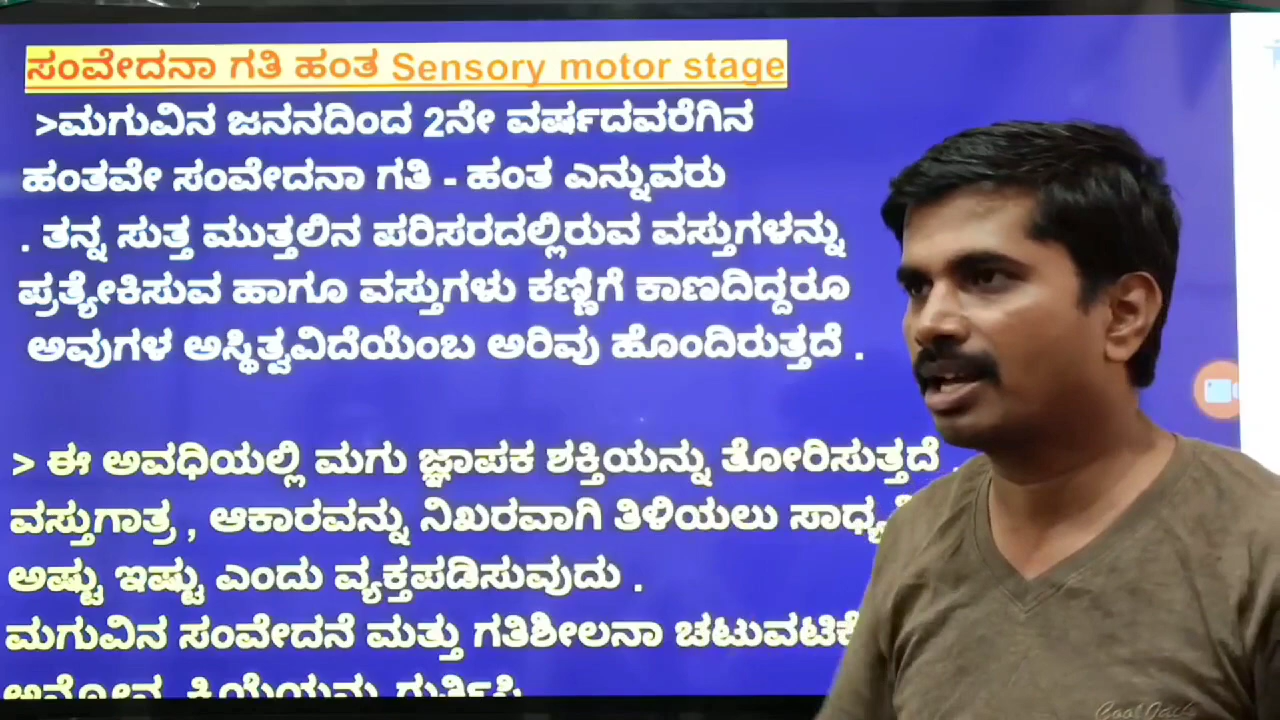 ಸಂವೇದನಾ ಗತಿ ಹಂತ Sensory motor stage
>ಮಗುವಿನ ಜನನದಿಂದ 2ನೇ ವರ್ಷದವರೆಗಿನ
ಹಂತವೇ ಸಂವೇದನಾ ಗತಿ - ಹಂತ ಎನ್ನುವರು
. ತನ್ನ ಸುತ್ತ ಮುತ್ತಲಿನ ಪರಿಸರದಲ್ಲಿರುವ ವಸ್ತುಗಳನ್ನು
ಪ್ರತ್ಯೇಕಿಸುವ ಹಾಗೂ ವಸ್ತುಗಳು ಕಣ್ಣಿಗೆ ಕಾಣದಿದ್ದರೂ
ಅವುಗಳ ಅಸ್ಥಿತ್ವವಿದೆಯೆಂಬ ಅರಿವು ಹೊಂದಿರುತ್ತದೆ .
> ಈ ಅವಧಿಯಲ್ಲಿ ಮಗು ಜ್ಞಾಪಕ ಶಕ್ತಿಯನ್ನು ತೋರಿಸುತ್ತದೆ .
ವಸ್ತುಗಾತ್ರ , ಆಕಾರವನ್ನು ನಿಖರವಾಗಿ ತಿಳಿಯಲು
ಅಷ್ಟು ಇಷ್ಟು ಎಂದು ವ್ಯಕ್ತಪಡಿಸುವುದು .
ಮಗುವಿನ ಸಂವೇದನೆ ಮತ್ತು ಗತಿಶೀಲನಾ
Cool Jack